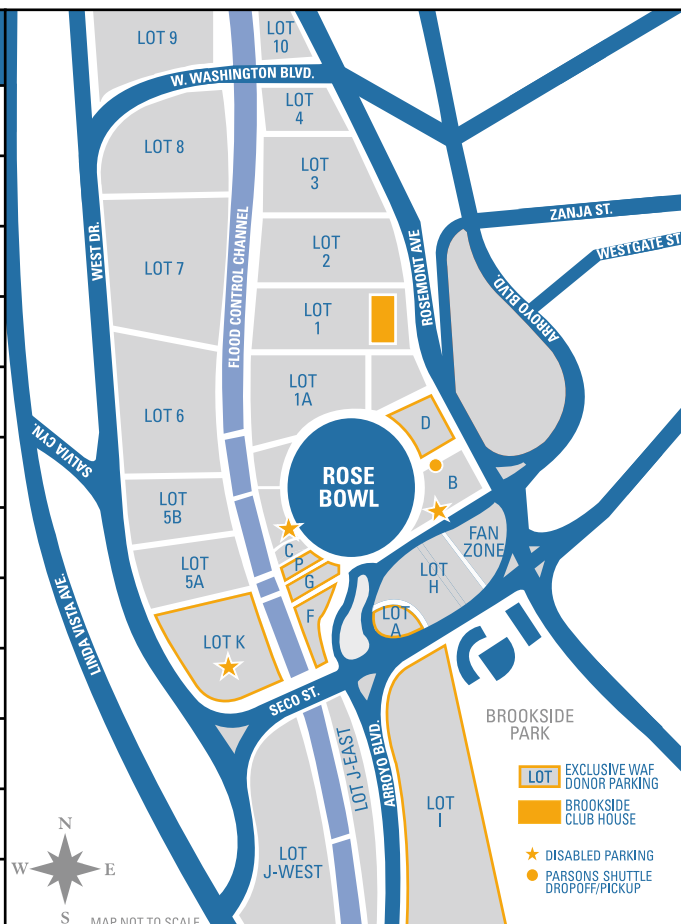 LOT 9
LOT
10
W. WASHINGTON BLVD.
LOT
4
LOT 8
LOT
3
ZANJA ST.
WESTGATE ST
WEST DR.
FLOOD CONTROL CHANNEL
LOT
2
ROSEMONT AVE
LOT 7
ARROYO BLVD.
LOT
1
LOT
1A
LOT 6
D
SALVIA CYN.
ROSE
BOWL
B
LOT
5B
FAN
ZONE
C
P
G
LOT
5A
LOT
H
F
LOT
A
LINDA VISTA AVE.
LOT K
SECO ST.
BROOKSIDE
PARK
LOT J-EAST
ARROYO BLVD.
LOT
I
LOT
J-WEST
LOT
EXCLUSIVE WAF
DONOR PARKING
BROOKSIDE
CLUB HOUSE
DISABLED PARKING
PARSONS SHUTTLE
DROPOFF/PICKUP
N
W
E
S
MAP NOT TO SCALE